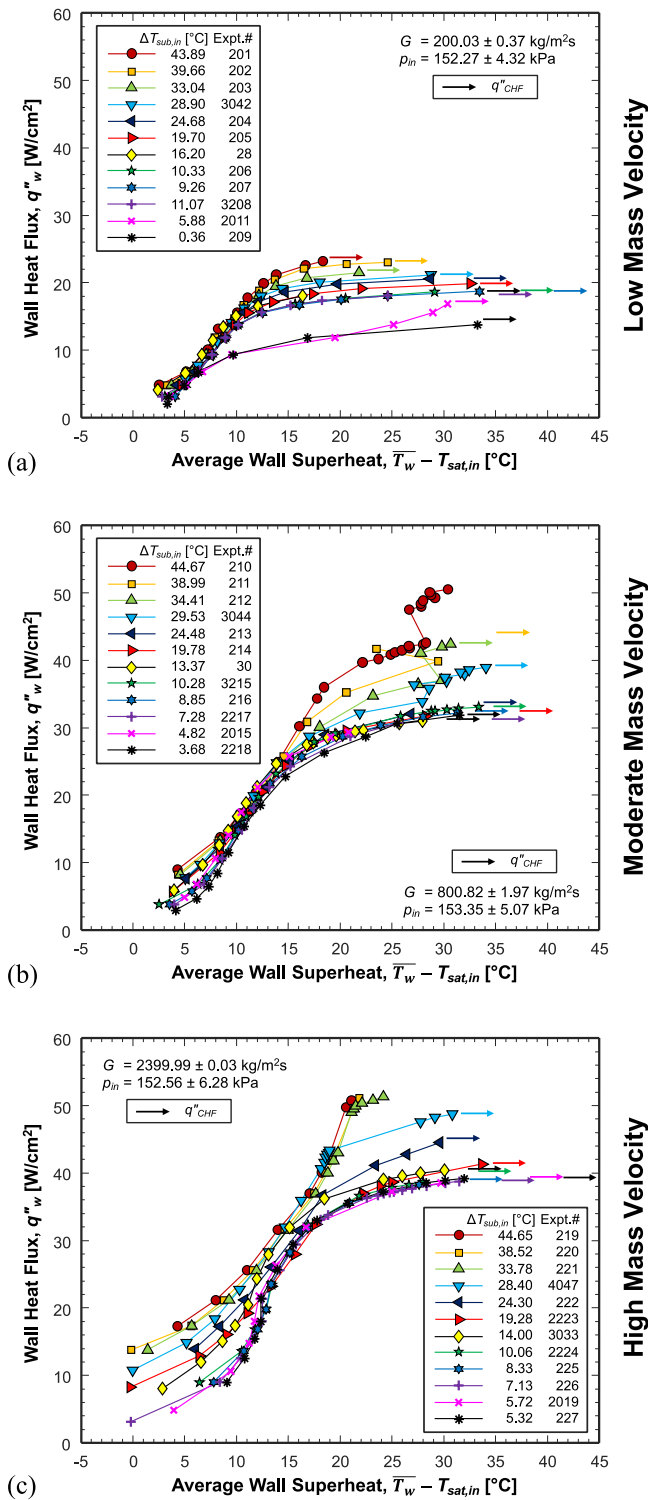 60
50
40
30
20
10
0
Wall Heat Flux, q"w [W/cm²]
ΔTsub,in [°C] Expt.#
43.89 201
39.66 202
33.04 203
28.90 3042
24.68 204
19.70 205
16.20 28
10.33 206
9.26 207
11.07 3208
5.88 2011
0.36 209
G = 200.03 ± 0.37 kg/m²s
pin = 152.27 ± 4.32 kPa
q"CHF
Low Mass Velocity
-5 0 5 10 15 20 25 30 35 40 45
(a) Average Wall Superheat, Tw – Tsat,in [°C]
60
50
40
30
20
10
0
Wall Heat Flux, q"w [W/cm²]
ΔTsub,in [°C] Expt.#
44.67 210
38.99 211
34.41 212
29.53 3044
24.48 213
19.78 214
13.37 30
10.28 3215
8.85 216
7.28 2217
4.82 2015
3.68 2218
q"CHF
G = 800.82 ± 1.97 kg/m²s
pin = 153.35 ± 5.07 kPa
Moderate Mass Velocity
-5 0 5 10 15 20 25 30 35 40 45
(b) Average Wall Superheat, Tw – Tsat,in [°C]
60
50
40
30
20
10
0
Wall Heat Flux, q"w [W/cm²]
G = 2399.99 ± 0.03 kg/m²s
pin = 152.56 ± 6.28 kPa
q"CHF
ΔTsub,in [°C] Expt.#
44.65 219
38.52 220
33.78 221
28.40 4047
24.30 222
19.28 2223
14.00 3033
10.06 2224
8.33 225
7.13 226
5.72 2019
5.32 227
High Mass Velocity
-5 0 5 10 15 20 25 30 35 40 45
(c) Average Wall Superheat, Tw – Tsat,in [°C]